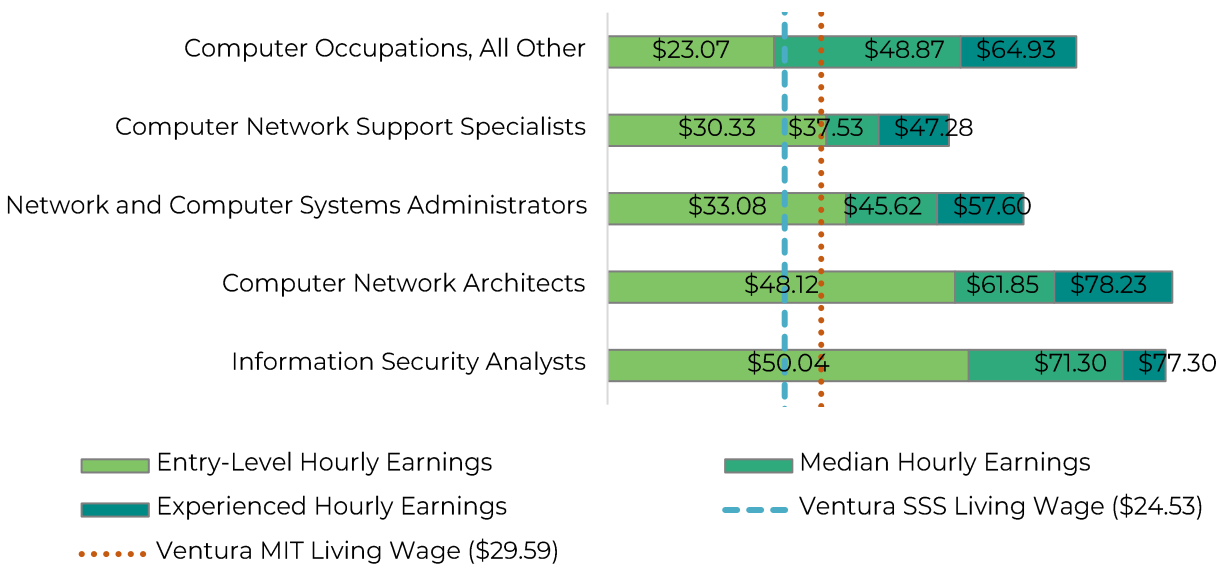 Computer Occupations, All Other $23.07 $48.87 $64.93
Computer Network Support Specialists $30.33 $37.53 $47.28
Network and Computer Systems Administrators $33.08 $45.62 $57.60
Computer Network Architects $48.12 $61.85 $78.23
Information Security Analysts $50.04 $71.30 $77.30
Entry-Level Hourly Earnings Median Hourly Earnings
Experienced Hourly Earnings Ventura SSS Living Wage ($24.53)
Ventura MIT Living Wage ($29.59)